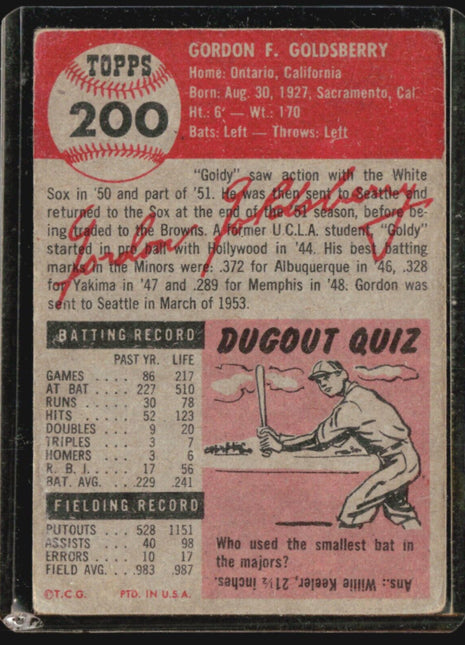 TOPPS
200
GORDON F. GOLDSBERRY
Home: Ontario, California
Born: Aug. 30, 1927, Sacramento, Cal.
Ht.: 6' — Wt.: 170
Bats: Left — Throws: Left
"Goldy" saw action with the White
Sox in '50 and part of '51. He was then sent to Seattle and
returned to the Sox at the end of the '51 season, before be-
ing traded to the Browns. A former U.C.L.A. student, "Goldy"
started in pro ball with Hollywood in '44. His best batting
marks in the Minors were: .372 for Albuquerque in '46, .328
for Yakima in '47 and .289 for Memphis in '48. Gordon was
sent to Seattle in March of 1953.
Gordon Goldsberry
BATTING RECORD
PAST YR. LIFE
GAMES .... 86 217
AT BAT .... 227 510
RUNS .... 30 78
HITS .... 52 123
DOUBLES .. 9 20
TRIPLES ... 3 7
HOMERS ... 3 6
R. B. I. .... 17 56
BAT. AVG. ... .229 .241
FIELDING RECORD
PUTOUTS .. 528 1151
ASSISTS ... 40 98
ERRORS ... 10 17
FIELD AVG. .. .983 .987
©T.C.G. PTD. IN U.S.A.
DUGOUT QUIZ
Who used the smallest bat in
the majors?
Ans.: Willie Keeler, 21½ inches.